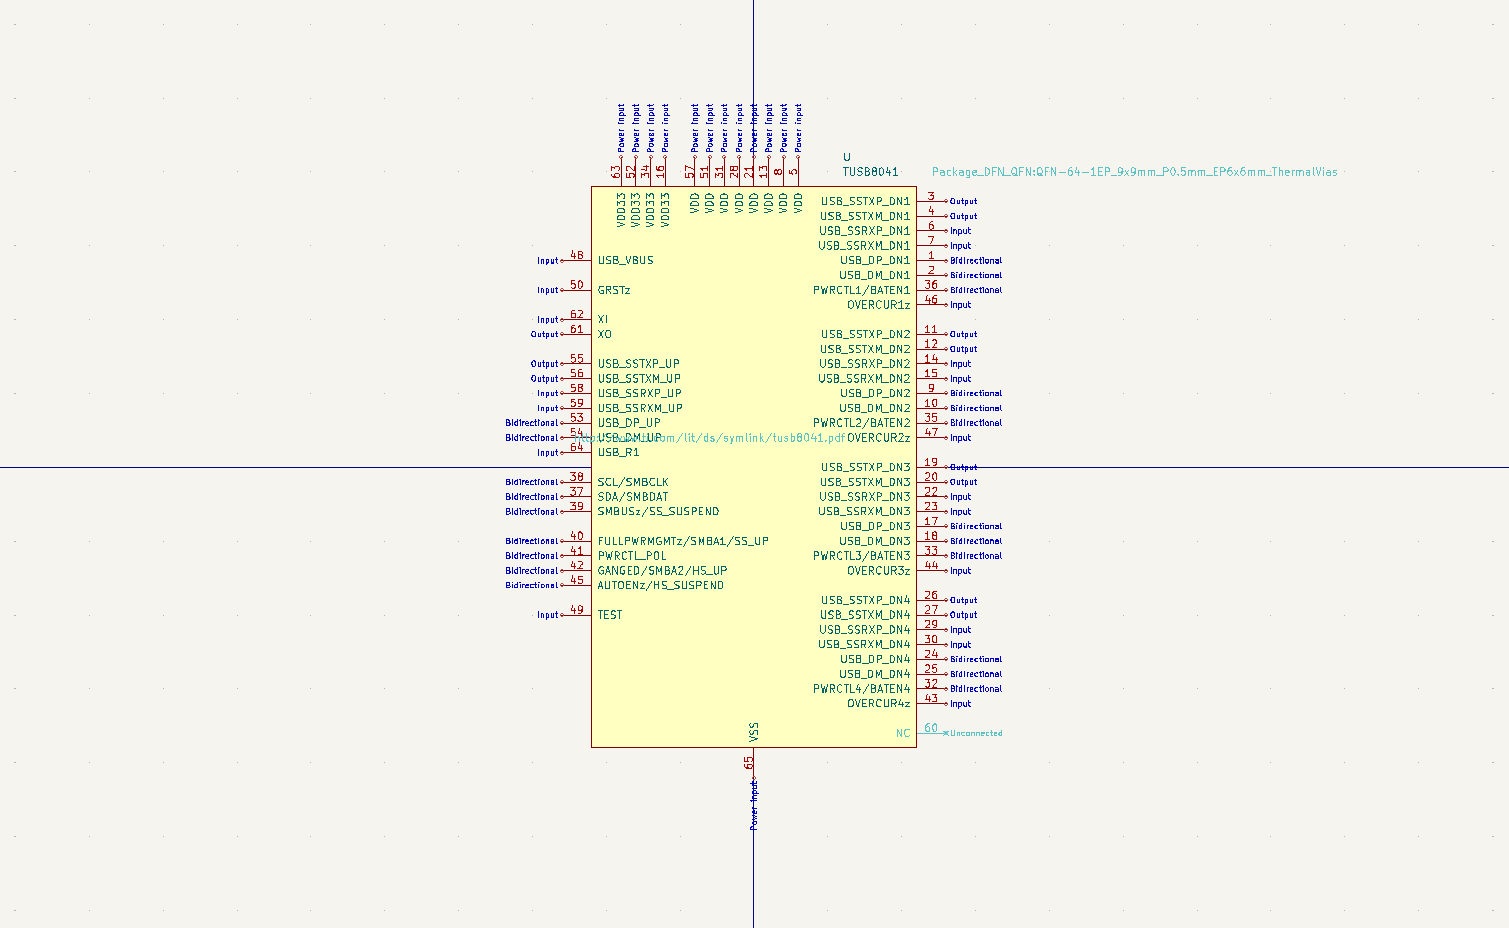 Power Input Power Input Power Input Power Input Power Input Power Input Power Input Power Input Power Input Power Input Power Input Power Input
63 52 34 16 57 51 31 28 21 13 8 5
VDD33 VDD33 VDD33 VDD33 VDD VDD VDD VDD VDD VDD VDD VDD
U
TUSB8041 Package_DFN_QFN:QFN-64-1EP_9x9mm_P0.5mm_EP6x6mm_ThermalVias
USB_SSTXP_DN1 3 Output
USB_SSTXM_DN1 4 Output
USB_SSRXP_DN1 6 Input
USB_SSRXM_DN1 7 Input
Input 48 USB_VBUS USB_DP_DN1 1 Bidirectional
USB_DM_DN1 2 Bidirectional
Input 50 GRSTz PWRCTL1/BATEN1 36 Bidirectional
OVERCUR1z 46 Input
Input 62 XI
Output 61 XO USB_SSTXP_DN2 11 Output
USB_SSTXM_DN2 12 Output
Output 55 USB_SSTXP_UP USB_SSRXP_DN2 14 Input
Output 56 USB_SSTXM_UP USB_SSRXM_DN2 15 Input
Input 58 USB_SSRXP_UP USB_DP_DN2 9 Bidirectional
Input 59 USB_SSRXM_UP USB_DM_DN2 10 Bidirectional
Bidirectional 53 USB_DP_UP PWRCTL2/BATEN2 35 Bidirectional
Bidirectional 54 USB_DM_UP OVERCUR2z 47 Input
Input 64 USB_R1
USB_SSTXP_DN3 19 Output
Bidirectional 38 SCL/SMBCLK USB_SSTXM_DN3 20 Output
Bidirectional 37 SDA/SMBDAT USB_SSRXP_DN3 22 Input
Bidirectional 39 SMBUSz/SS_SUSPEND USB_SSRXM_DN3 23 Input
USB_DP_DN3 17 Bidirectional
Bidirectional 40 FULLPWRMGMTz/SMBA1/SS_UP USB_DM_DN3 18 Bidirectional
Bidirectional 41 PWRCTL_POL PWRCTL3/BATEN3 33 Bidirectional
Bidirectional 42 GANGED/SMBA2/HS_UP OVERCUR3z 44 Input
Bidirectional 45 AUTOENz/HS_SUSPEND
USB_SSTXP_DN4 26 Output
Input 49 TEST USB_SSTXM_DN4 27 Output
USB_SSRXP_DN4 29 Input
USB_SSRXM_DN4 30 Input
USB_DP_DN4 24 Bidirectional
USB_DM_DN4 25 Bidirectional
PWRCTL4/BATEN4 32 Bidirectional
OVERCUR4z 43 Input
VSS NC 60 Unconnected
65
Power Input